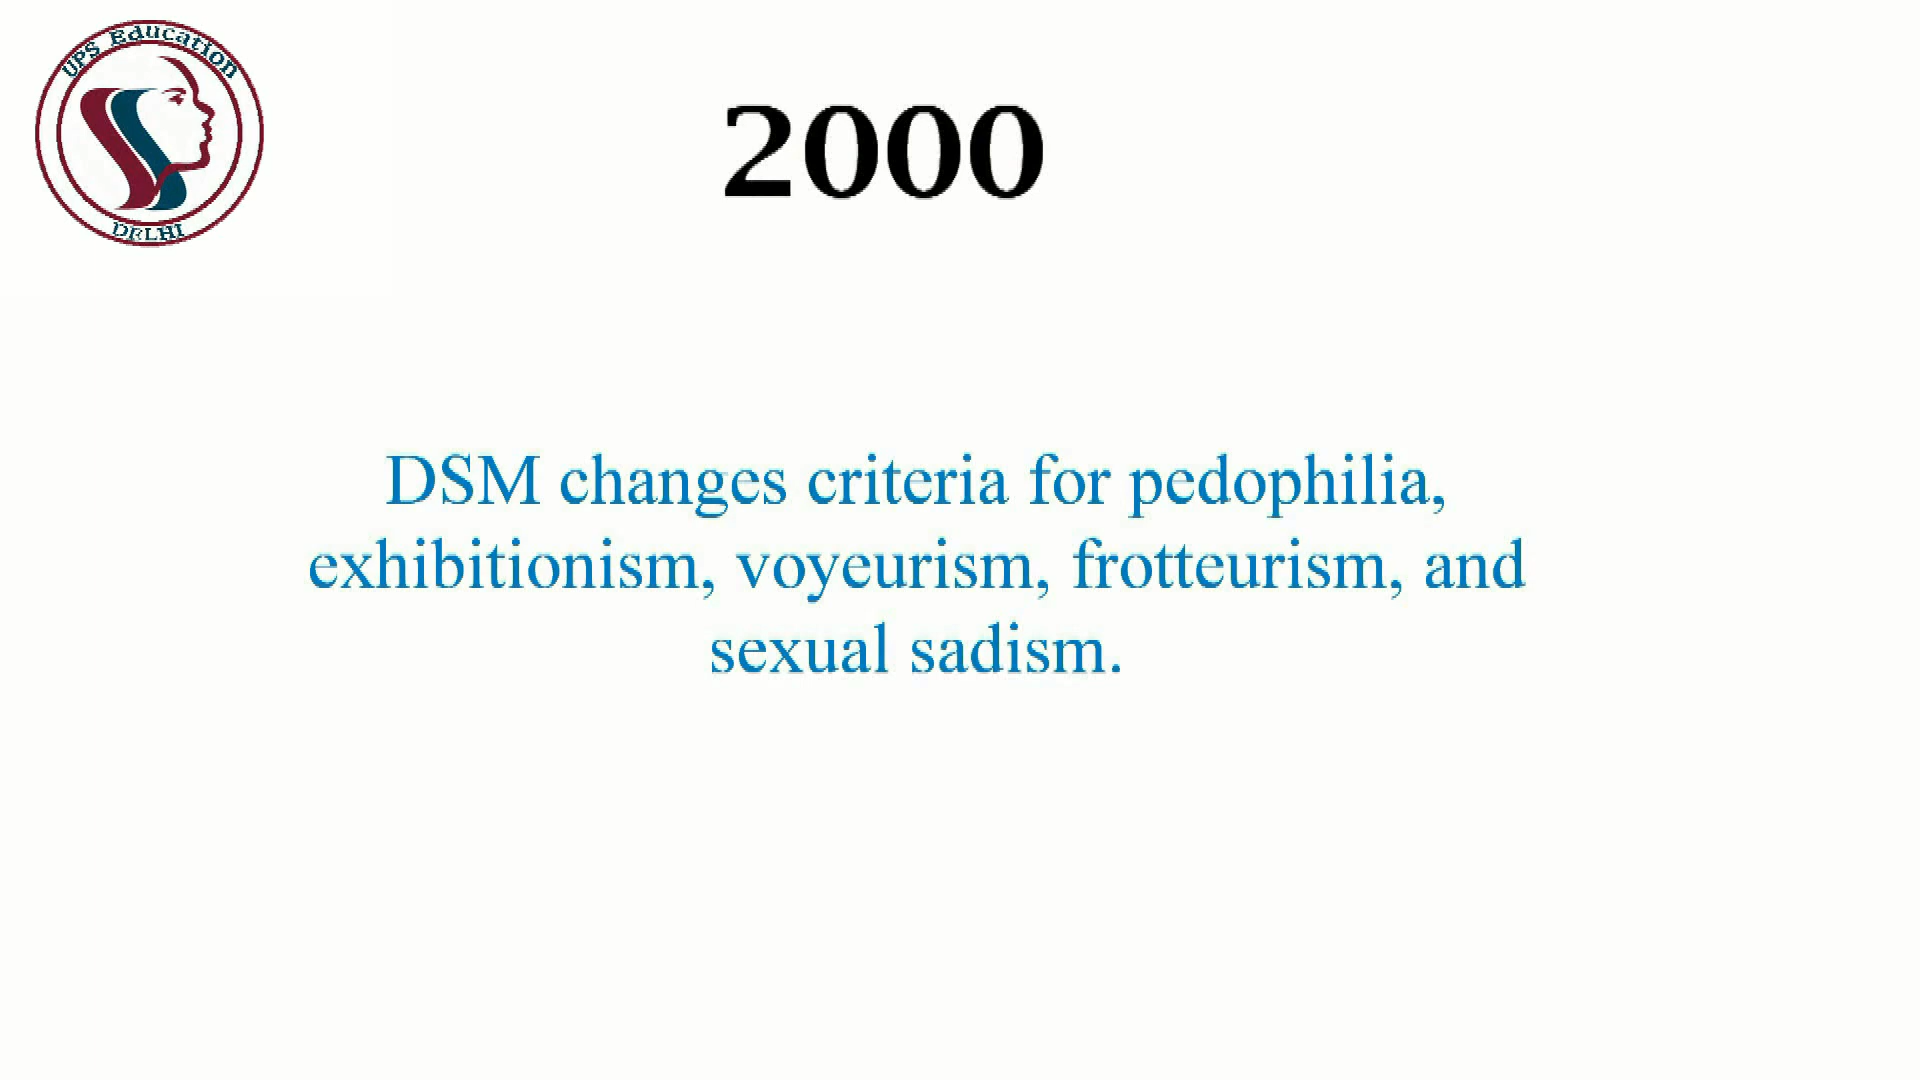 UPS Education
DELHI
2000
DSM changes criteria for pedophilia,
exhibitionism, voyeurism, frotteurism, and
sexual sadism.